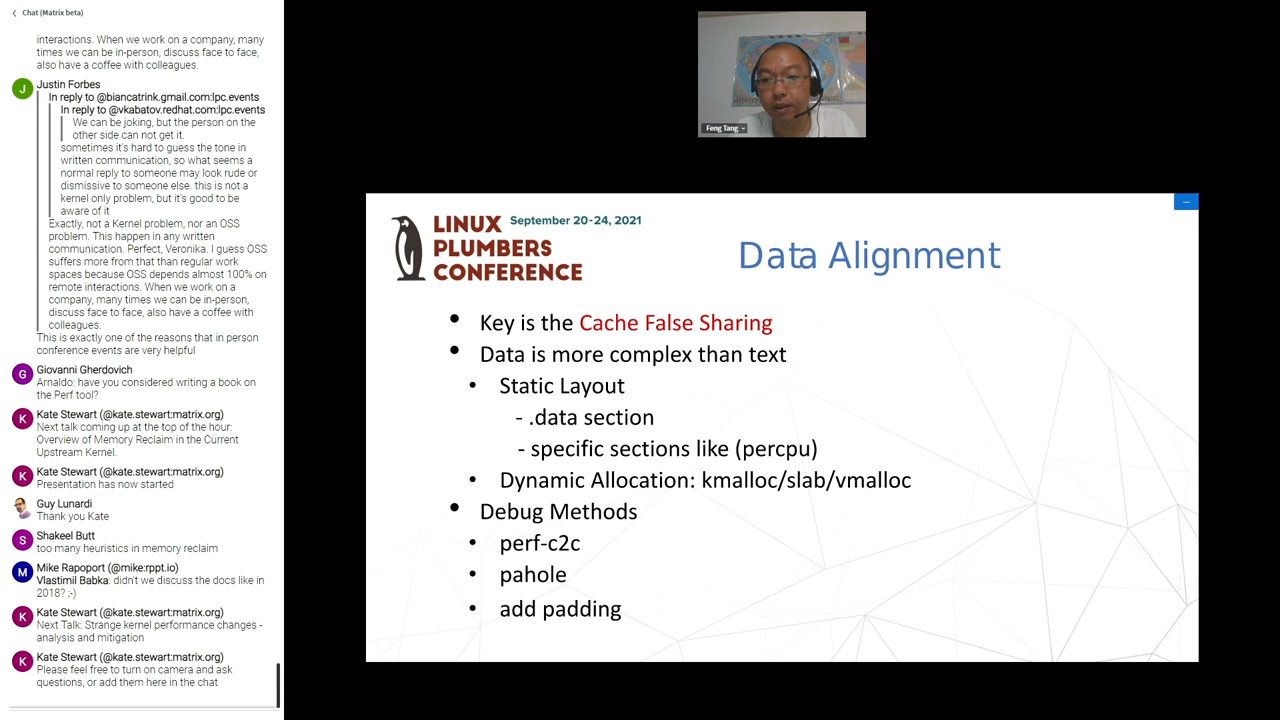 Chat (Matrix beta)
interactions. When we work on a company, many
times we can be in-person, discuss face to face,
also have a coffee with colleagues.
J
Justin Forbes
In reply to @biancatrink.gmail.com:lpc.events
In reply to @vkabatov.redhat.com:lpc.events
We can be joking, but the person on the
other side can not get it.
sometimes it's hard to guess the tone in
written communication, so what seems a
normal reply to someone may look rude or
dismissive to someone else. this is not a
kernel only problem, but it's good to be
aware of it
Exactly, not a Kernel problem, nor an OSS
problem. This happen in any written
communication. Perfect, Veronika. I guess OSS
suffers more from that than regular work
spaces because OSS depends almost 100% on
remote interactions. When we work on a
company, many times we can be in-person,
discuss face to face, also have a coffee with
colleagues.
This is exactly one of the reasons that in person
conference events are very helpful
G
Giovanni Gherdovich
Arnaldo: have you considered writing a book on
the Perf tool?
K
Kate Stewart (@kate.stewart:matrix.org)
Next talk coming up at the top of the hour:
Overview of Memory Reclaim in the Current
Upstream Kernel.
K
Kate Stewart (@kate.stewart:matrix.org)
Presentation has now started
Guy Lunardi
Thank you Kate
S
Shakeel Butt
too many heuristics in memory reclaim
M
Mike Rapoport (@mike:rppt.io)
Vlastimil Babka: didn't we discuss the docs like in
2018? ;-)
K
Kate Stewart (@kate.stewart:matrix.org)
Next Talk: Strange kernel performance changes -
analysis and mitigation
K
Kate Stewart (@kate.stewart:matrix.org)
Please feel free to turn on camera and ask
questions, or add them here in the chat
Feng Tang
LINUX September 20-24, 2021
PLUMBERS
CONFERENCE
Data Alignment
• Key is the Cache False Sharing
• Data is more complex than text
• Static Layout
- .data section
- specific sections like (percpu)
• Dynamic Allocation: kmalloc/slab/vmalloc
• Debug Methods
• perf-c2c
• pahole
• add padding